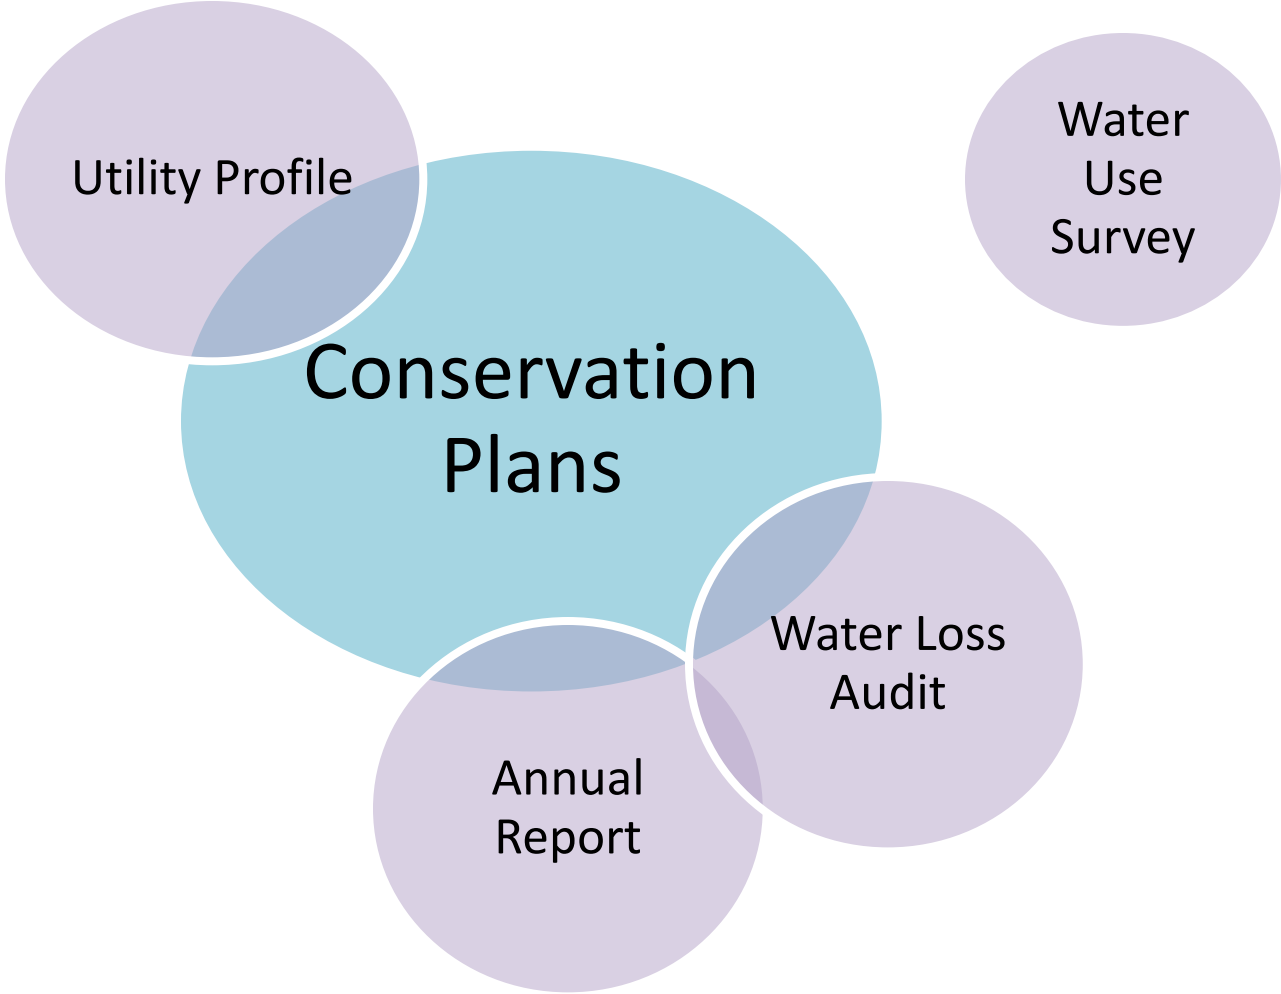 Utility Profile
Water
Use
Survey
Conservation
Plans
Water Loss
Audit
Annual
Report